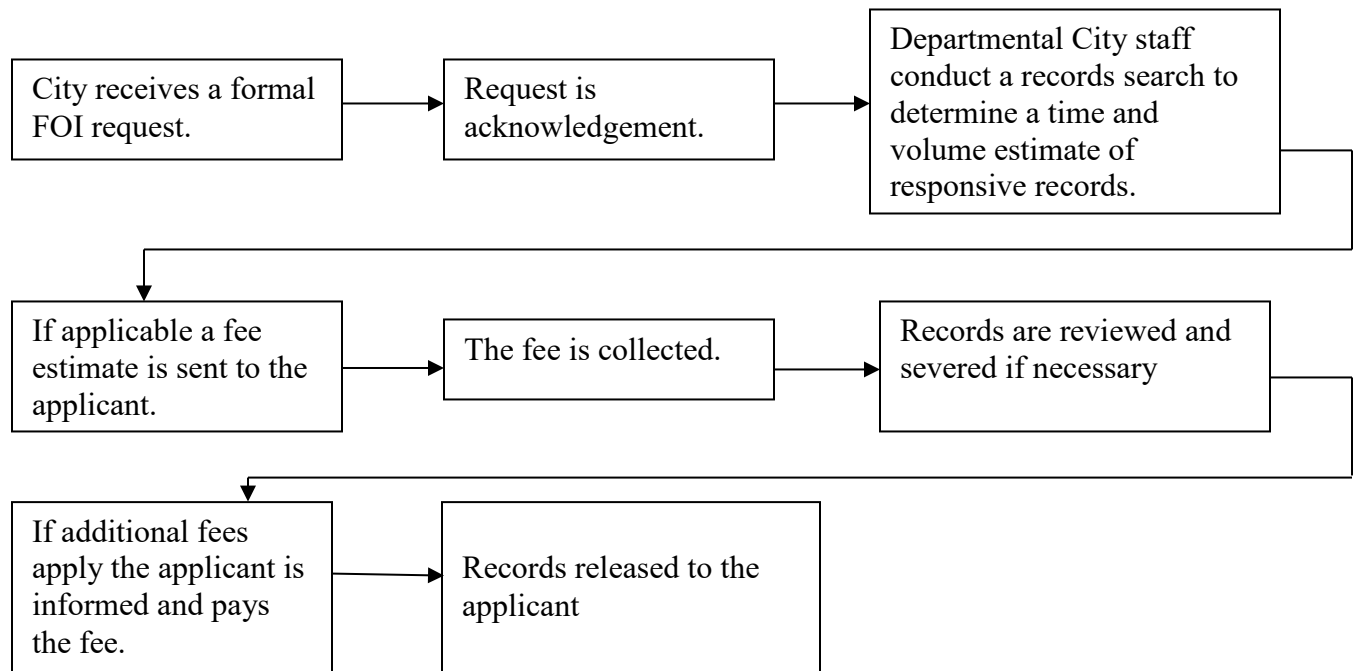 City receives a formal
FOI request.
Request is
acknowledgement.
Departmental City staff
conduct a records search to
determine a time and
volume estimate of
responsive records.
If applicable a fee
estimate is sent to the
applicant.
The fee is collected.
Records are reviewed and
severed if necessary
If additional fees
apply the applicant is
informed and pays
the fee.
Records released to the
applicant